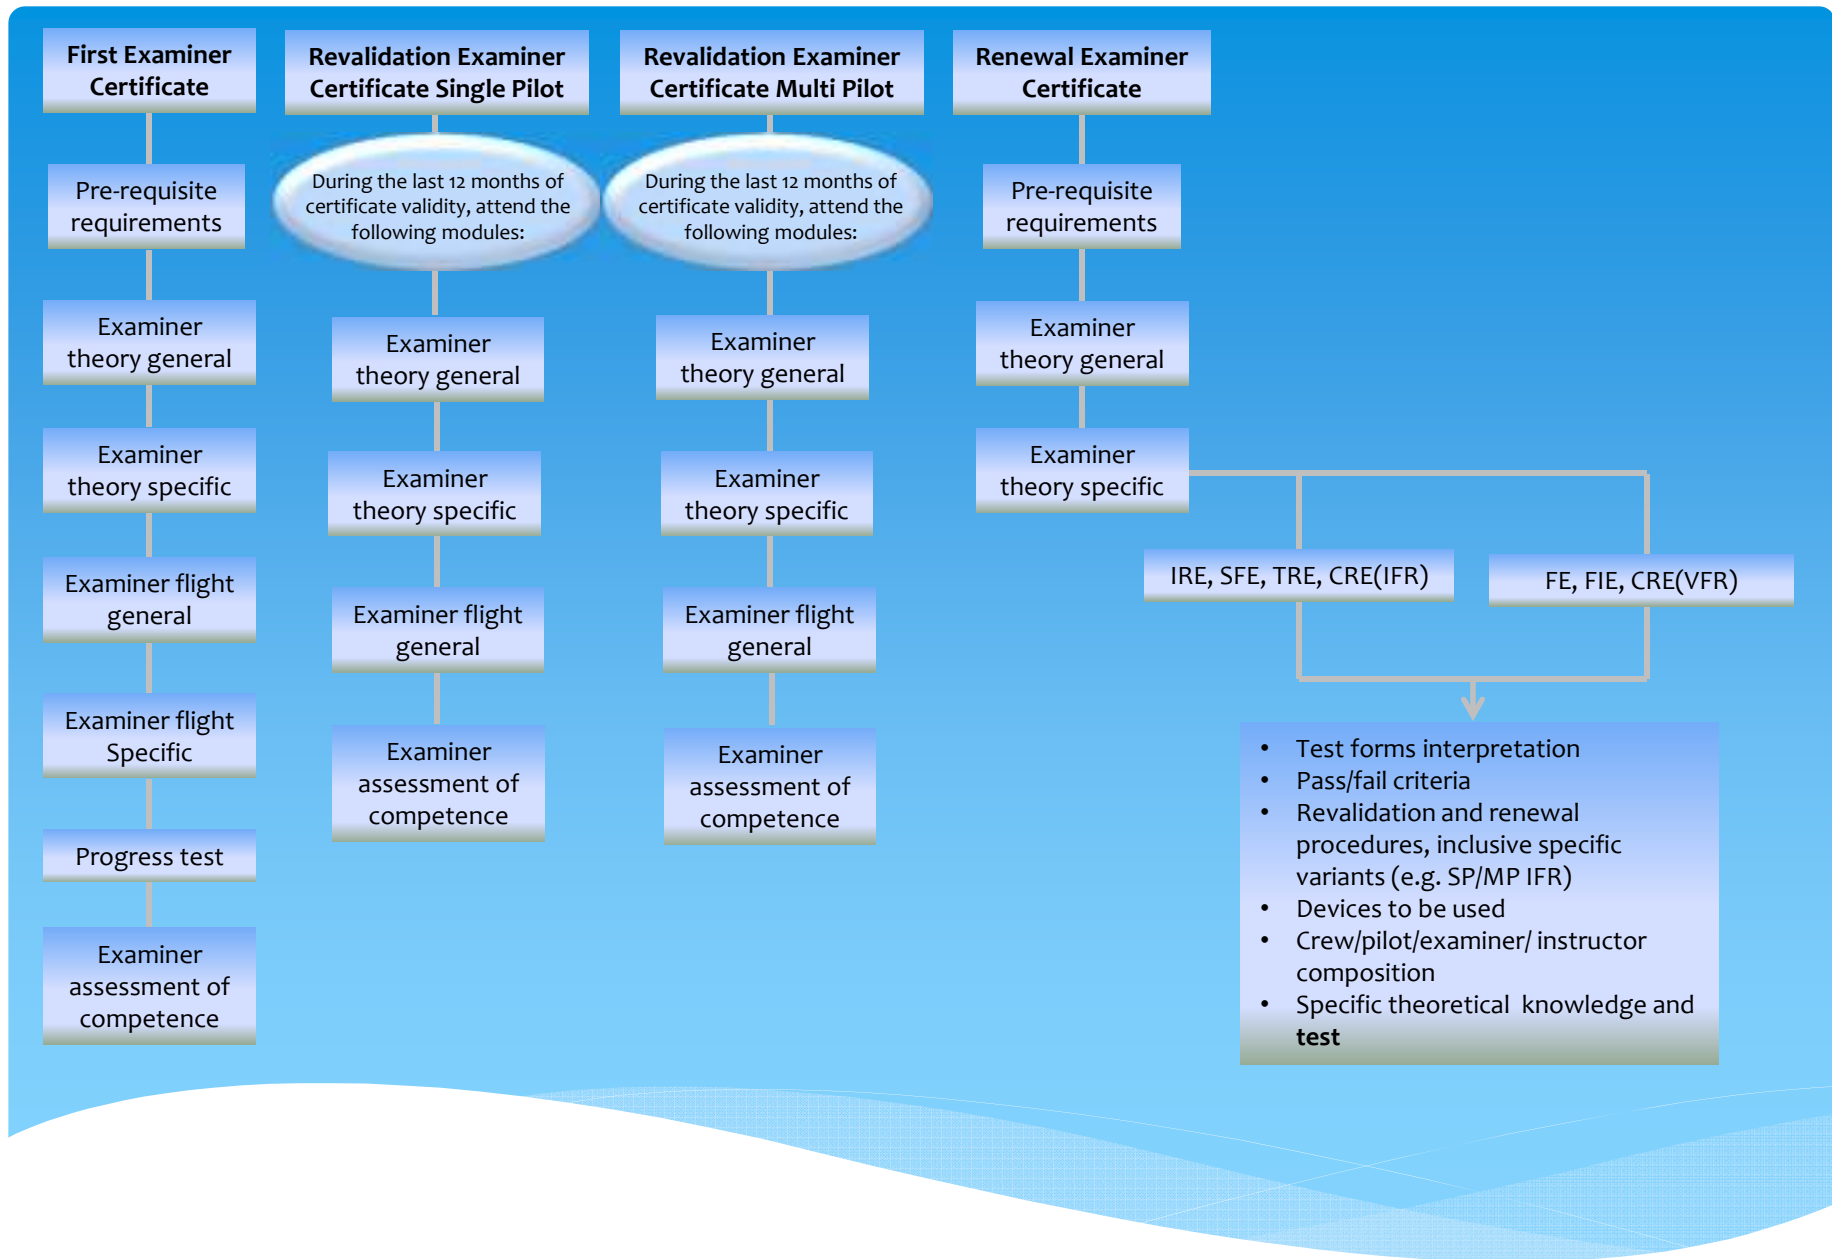 First Examiner
Certificate
Pre-requisite
requirements
Examiner
theory general
Examiner
theory specific
Examiner flight
general
Examiner flight
Specific
Progress test
Examiner
assessment of
competence
Revalidation Examiner
Certificate Single Pilot
During the last 12 months of
certificate validity, attend the
following modules:
Examiner
theory general
Examiner
theory specific
Examiner flight
general
Examiner
assessment of
competence
Revalidation Examiner
Certificate Multi Pilot
During the last 12 months of
certificate validity, attend the
following modules:
Examiner
theory general
Examiner
theory specific
Examiner flight
general
Examiner
assessment of
competence
Renewal Examiner
Certificate
Pre-requisite
requirements
Examiner
theory general
Examiner
theory specific
IRE, SFE, TRE, CRE(IFR)
FE, FIE, CRE(VFR)
• Test forms interpretation
• Pass/fail criteria
• Revalidation and renewal
procedures, inclusive specific
variants (e.g. SP/MP IFR)
• Devices to be used
• Crew/pilot/examiner/ instructor
composition
• Specific theoretical knowledge and
test